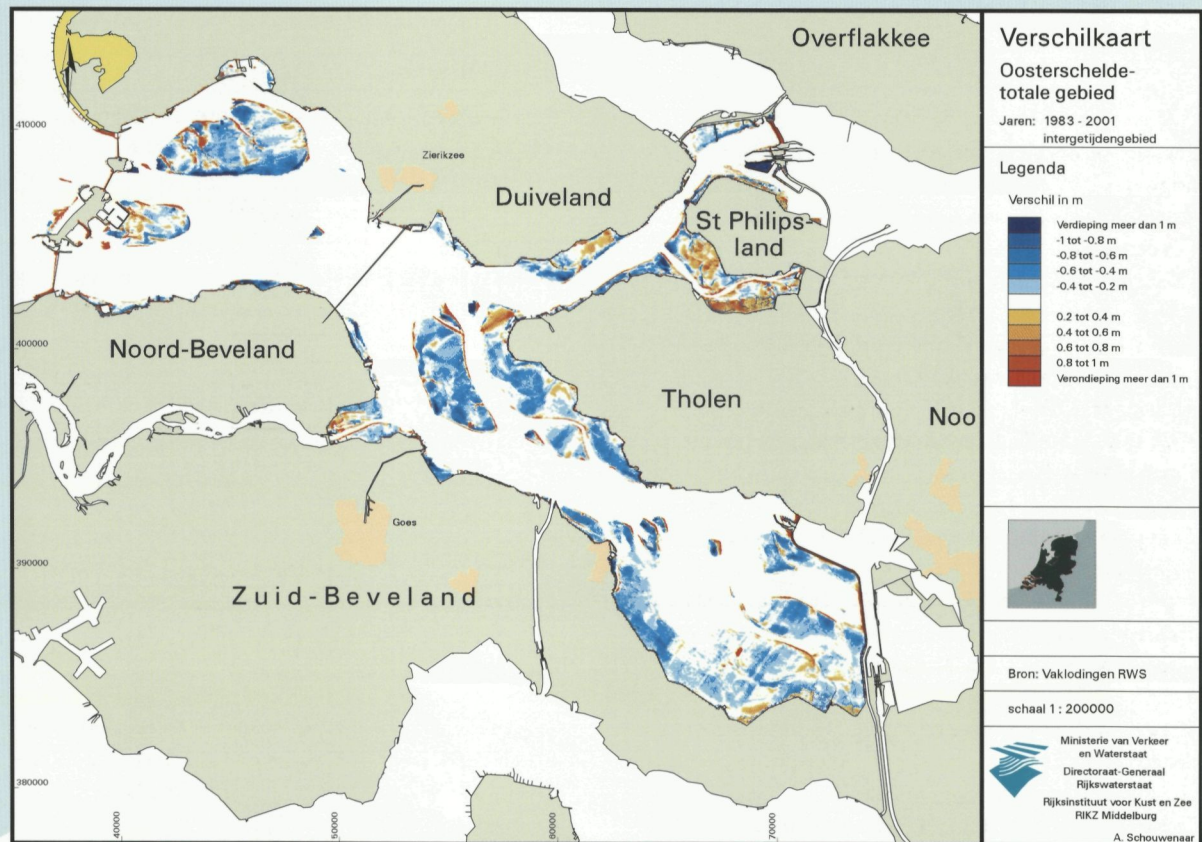 Overflakkee
410000
Zierikzee
Duiveland
St Philips-
land
Noord-Beveland
400000
Tholen
Noo
Goes
390000
Zuid-Beveland
380000
40000
50000
60000
70000
Verschilkaart
Oosterschelde-
totale gebied
Jaren: 1983 - 2001
intergetijdengebied
Legenda
Verschil in m
Verdieping meer dan 1 m
-1 tot -0.8 m
-0.8 tot -0.6 m
-0.6 tot -0.4 m
-0.4 tot -0.2 m
0.2 tot 0.4 m
0.4 tot 0.6 m
0.6 tot 0.8 m
0.8 tot 1 m
Verondieping meer dan 1 m
Bron: Vaklodingen RWS
schaal 1 : 200000
Ministerie van Verkeer
en Waterstaat
Directoraat-Generaal
Rijkswaterstaat
Rijksinstituut voor Kust en Zee
RIKZ Middelburg
A. Schouwenaar